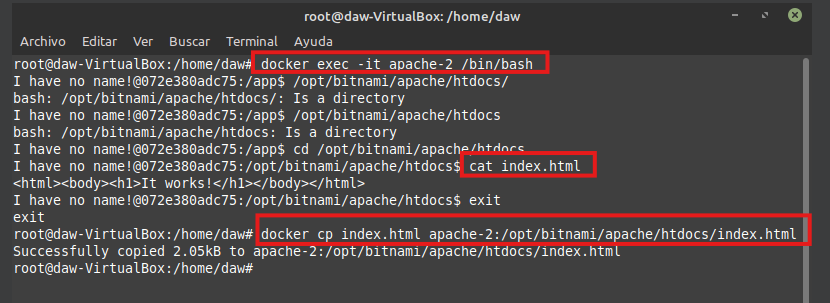 root@daw-VirtualBox: /home/daw
Archivo Editar Ver Buscar Terminal Ayuda
root@daw-VirtualBox:/home/daw# docker exec -it apache-2 /bin/bash
I have no name!@072e380adc75:/app$ /opt/bitnami/apache/htdocs/
bash: /opt/bitnami/apache/htdocs/: Is a directory
I have no name!@072e380adc75:/app$ /opt/bitnami/apache/htdocs
bash: /opt/bitnami/apache/htdocs: Is a directory
I have no name!@072e380adc75:/app$ cd /opt/bitnami/apache/htdocs
I have no name!@072e380adc75:/opt/bitnami/apache/htdocs$ cat index.html
<html><body><h1>It works!</h1></body></html>
I have no name!@072e380adc75:/opt/bitnami/apache/htdocs$ exit
exit
root@daw-VirtualBox:/home/daw# docker cp index.html apache-2:/opt/bitnami/apache/htdocs/index.html
Successfully copied 2.05kB to apache-2:/opt/bitnami/apache/htdocs/index.html
root@daw-VirtualBox:/home/daw#